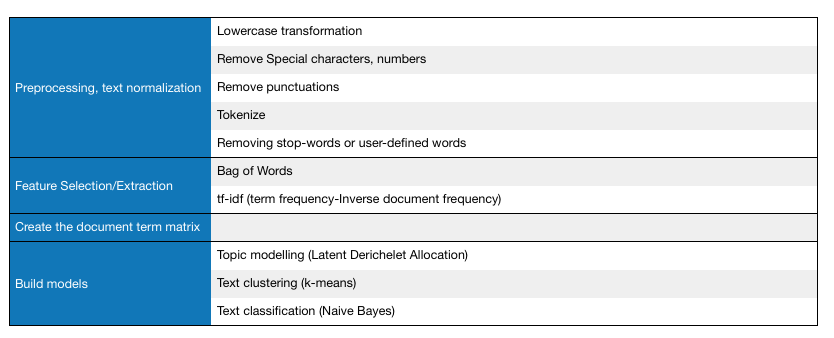 Preprocessing, text normalization
Lowercase transformation
Remove Special characters, numbers
Remove punctuations
Tokenize
Removing stop-words or user-defined words
Feature Selection/Extraction
Bag of Words
tf-idf (term frequency-Inverse document frequency)
Create the document term matrix
Build models
Topic modelling (Latent Derichelet Allocation)
Text clustering (k-means)
Text classification (Naive Bayes)